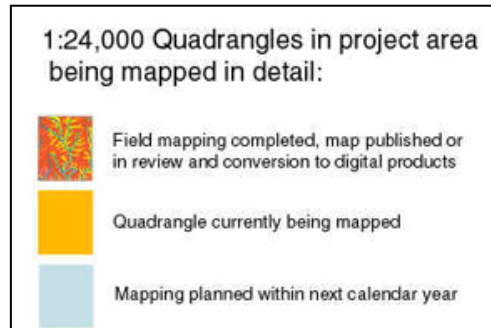 1:24,000 Quadrangles in project area
being mapped in detail:
Field mapping completed, map published or
in review and conversion to digital products
Quadrangle currently being mapped
Mapping planned within next calendar year